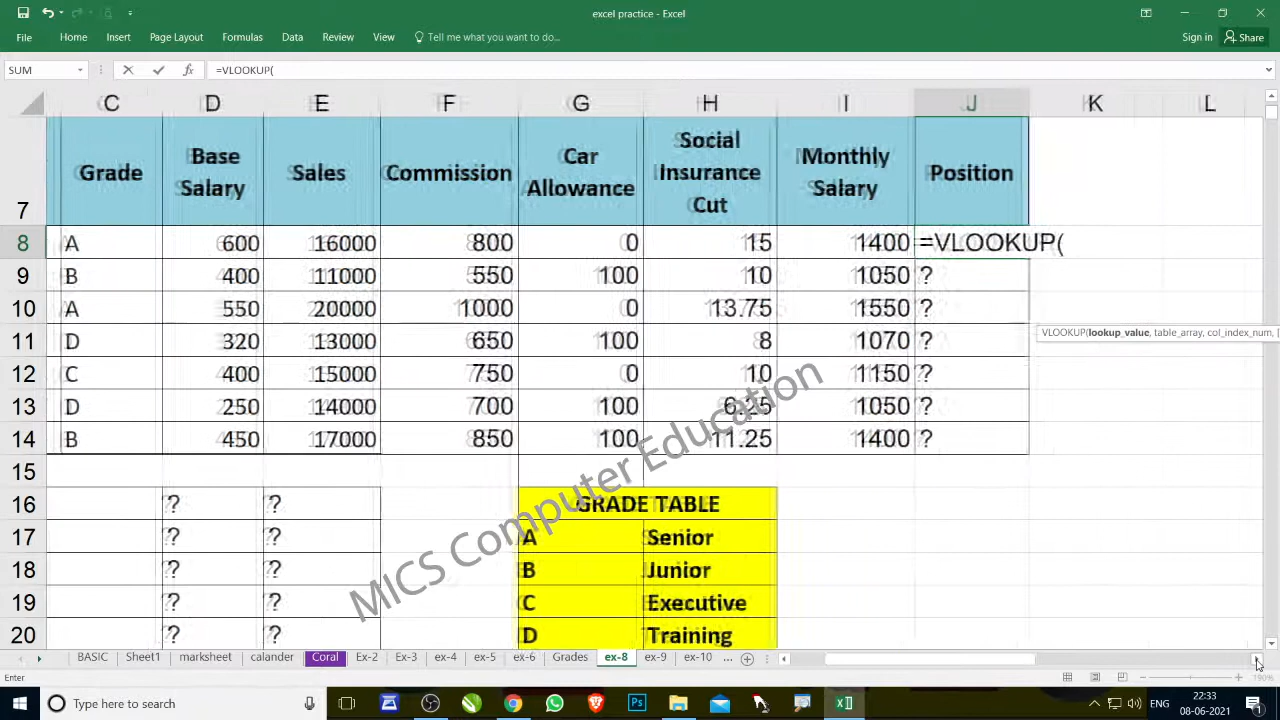 excel practice - Excel
File Home Insert Page Layout Formulas Data Review View Tell me what you want to do... Sign in Share
SUM =VLOOKUP(
C D E F G H I J K L
7 Grade Base Salary Sales Commission Car Allowance Social Insurance Cut Monthly Salary Position
8 A 600 16000 800 0 15 1400 =VLOOKUP(
9 B 400 11000 550 100 10 1050 ?
10 A 550 20000 1000 0 13.75 1550 ?
VLOOKUP(lookup_value, table_array, col_index_num, [
11 D 320 13000 650 100 8 1070 ?
12 C 400 15000 750 0 10 1150 ?
13 D 250 14000 700 100 6.25 1050 ?
14 B 450 17000 850 100 11.25 1400 ?
15
16 ? ? GRADE TABLE
17 ? ? A Senior
18 ? ? B Junior
19 ? ? C Executive
20 ? ? D Training
MICS Computer Education
BASIC Sheet1 marksheet calander Coral Ex-2 Ex-3 ex-4 ex-5 ex-6 Grades ex-8 ex-9 ex-10 ...
Enter 190%
Type here to search ENG 22:33
08-06-2021